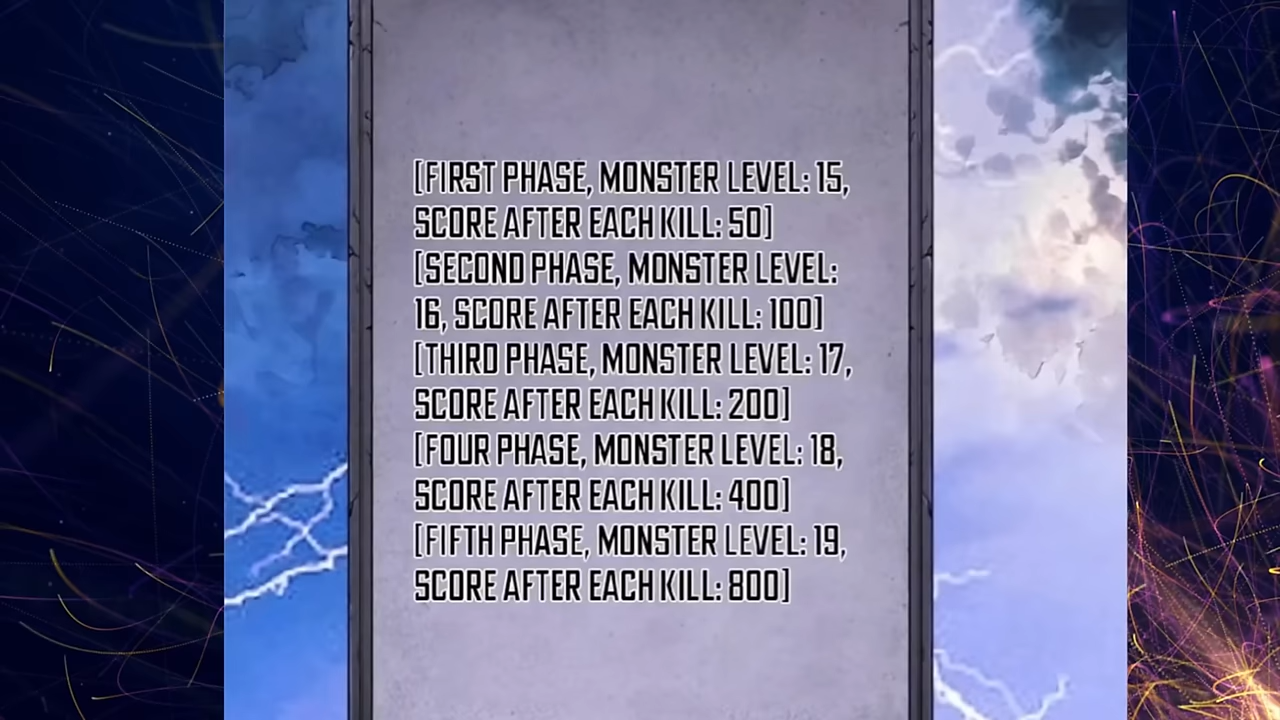 [FIRST PHASE, MONSTER LEVEL: 15,
SCORE AFTER EACH KILL: 50]
[SECOND PHASE, MONSTER LEVEL:
16, SCORE AFTER EACH KILL: 100]
[THIRD PHASE, MONSTER LEVEL: 17,
SCORE AFTER EACH KILL: 200]
[FOUR PHASE, MONSTER LEVEL: 18,
SCORE AFTER EACH KILL: 400]
[FIFTH PHASE, MONSTER LEVEL: 19,
SCORE AFTER EACH KILL: 800]